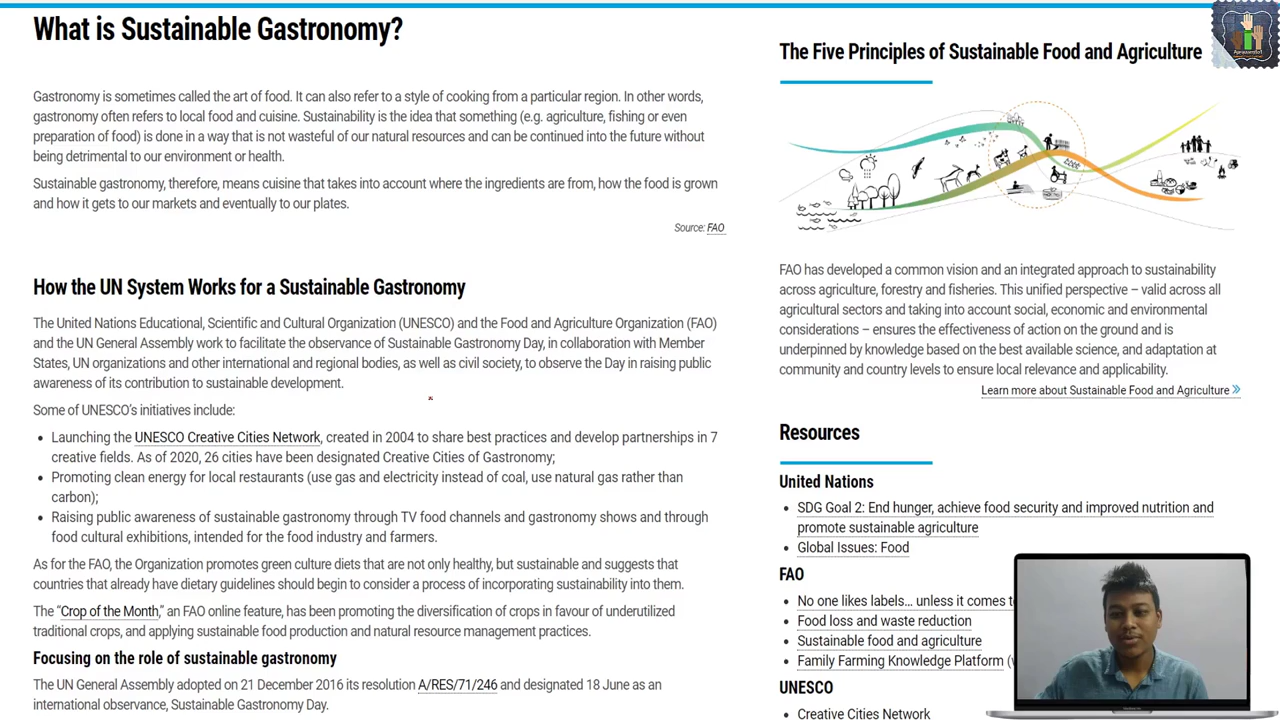 What is Sustainable Gastronomy?
Gastronomy is sometimes called the art of food. It can also refer to a style of cooking from a particular region. In other words,
gastronomy often refers to local food and cuisine. Sustainability is the idea that something (e.g. agriculture, fishing or even
preparation of food) is done in a way that is not wasteful of our natural resources and can be continued into the future without
being detrimental to our environment or health.
Sustainable gastronomy, therefore, means cuisine that takes into account where the ingredients are from, how the food is grown
and how it gets to our markets and eventually to our plates.
Source: FAO
How the UN System Works for a Sustainable Gastronomy
The United Nations Educational, Scientific and Cultural Organization (UNESCO) and the Food and Agriculture Organization (FAO)
and the UN General Assembly work to facilitate the observance of Sustainable Gastronomy Day, in collaboration with Member
States, UN organizations and other international and regional bodies, as well as civil society, to observe the Day in raising public
awareness of its contribution to sustainable development.
Some of UNESCO's initiatives include:
• Launching the UNESCO Creative Cities Network, created in 2004 to share best practices and develop partnerships in 7
creative fields. As of 2020, 26 cities have been designated Creative Cities of Gastronomy;
• Promoting clean energy for local restaurants (use gas and electricity instead of coal, use natural gas rather than
carbon);
• Raising public awareness of sustainable gastronomy through TV food channels and gastronomy shows and through
food cultural exhibitions, intended for the food industry and farmers.
As for the FAO, the Organization promotes green culture diets that are not only healthy, but sustainable and suggests that
countries that already have dietary guidelines should begin to consider a process of incorporating sustainability into them.
The “Crop of the Month,” an FAO online feature, has been promoting the diversification of crops in favour of underutilized
traditional crops, and applying sustainable food production and natural resource management practices.
Focusing on the role of sustainable gastronomy
The UN General Assembly adopted on 21 December 2016 its resolution A/RES/71/246 and designated 18 June as an
international observance, Sustainable Gastronomy Day.
The Five Principles of Sustainable Food and Agriculture
FAO has developed a common vision and an integrated approach to sustainability
across agriculture, forestry and fisheries. This unified perspective – valid across all
agricultural sectors and taking into account social, economic and environmental
considerations – ensures the effectiveness of action on the ground and is
underpinned by knowledge based on the best available science, and adaptation at
community and country levels to ensure local relevance and applicability.
Learn more about Sustainable Food and Agriculture »
Resources
United Nations
• SDG Goal 2: End hunger, achieve food security and improved nutrition and
promote sustainable agriculture
• Global Issues: Food
FAO
• No one likes labels... unless it comes t
• Food loss and waste reduction
• Sustainable food and agriculture
• Family Farming Knowledge Platform (
UNESCO
• Creative Cities Network